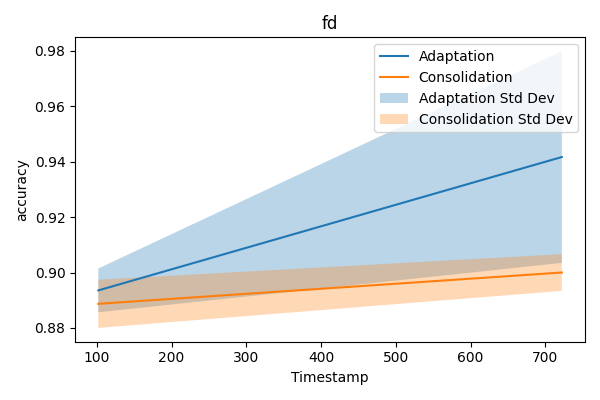 fd
0.98
0.96
0.94
0.92
0.90
0.88
accuracy
Adaptation
Consolidation
Adaptation Std Dev
Consolidation Std Dev
100 200 300 400 500 600 700
Timestamp